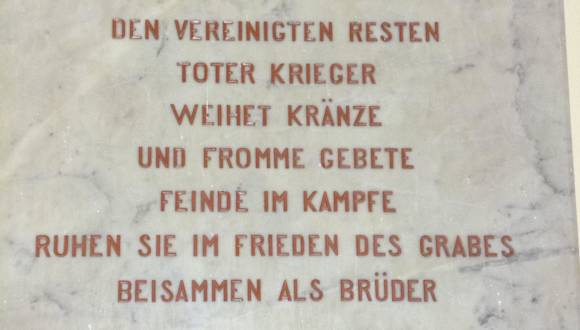 DEN VEREINIGTEN RESTEN
TOTER KRIEGER
WEIHET KRÄNZE
UND FROMME GEBETE
FEINDE IM KAMPFE
RUHEN SIE IM FRIEDEN DES GRABES
BEISAMMEN ALS BRÜDER